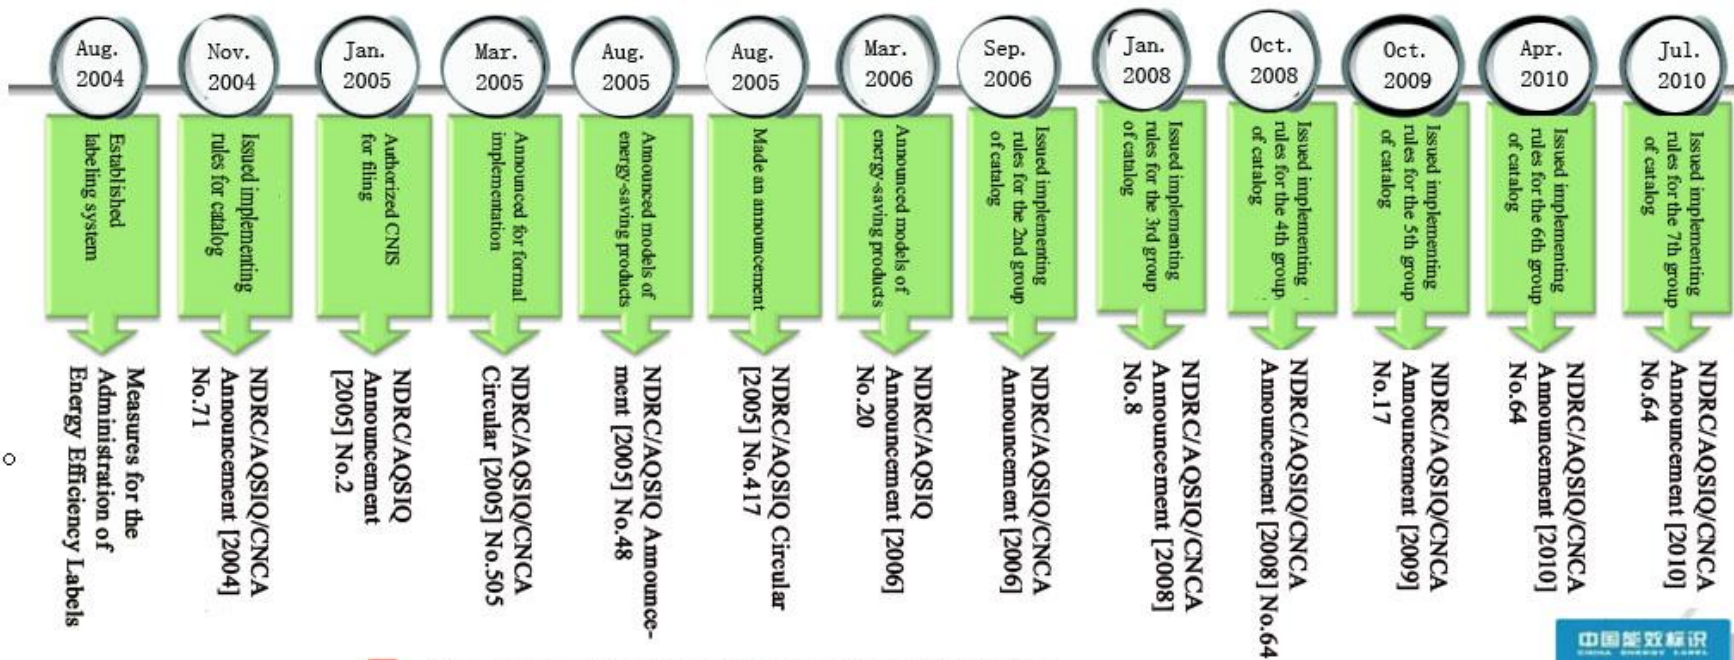 Aug.
2004
Established
labeling system
Measures for the
Administration of
Energy Efficiency Labels
Nov.
2004
Issued implementing
rules for catalog
NDRC/AQSIQ/CNCA
Announcement [2004]
No.71
Jan.
2005
Authorized CNIS
for filing
NDRC/AQSIQ
Announcement
[2005] No.2
Mar.
2005
Announced for formal
implementation
NDRC/AQSIQ/CNCA
Circular [2005] No.505
Aug.
2005
Announced models of
energy-saving products
NDRC/AQSIQ Announce-
ment [2005] No.48
Aug.
2005
Made an announcement
NDRC/AQSIQ Circular
[2005] No.417
Mar.
2006
Announced models of
energy-saving products
NDRC/AQSIQ
Announcement [2006]
No.20
Sep.
2006
Issued implementing
rules for the 2nd group
of catalog
NDRC/AQSIQ/CNCA
Announcement [2006]
Jan.
2008
Issued implementing
rules for the 3rd group
of catalog
NDRC/AQSIQ/CNCA
Announcement [2008]
No.8
Oct.
2008
Issued implementing
rules for the 4th group
of catalog
NDRC/AQSIQ/CNCA
Announcement [2008] No.64
Oct.
2009
Issued implementing
rules for the 5th group
of catalog
NDRC/AQSIQ/CNCA
Announcement [2009]
No.17
Apr.
2010
Issued implementing
rules for the 6th group
of catalog
NDRC/AQSIQ/CNCA
Announcement [2010]
No.64
Jul.
2010
Issued implementing
rules for the 7th group
of catalog
NDRC/AQSIQ/CNCA
Announcement [2010]
No.64
中国能效标识
CHINA ENERGY LABEL